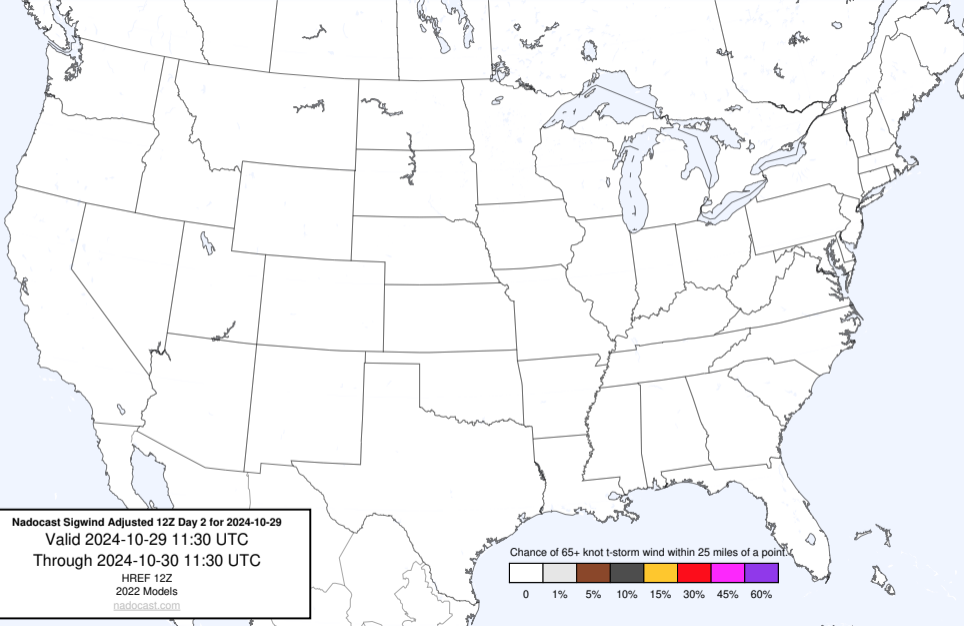 Nadocast Sigwind Adjusted 12Z Day 2 for 2024-10-29
Valid 2024-10-29 11:30 UTC
Through 2024-10-30 11:30 UTC
HREF 12Z
2022 Models
nadocast.com
Chance of 65+ knot t-storm wind within 25 miles of a point.
0 1% 5% 10% 15% 30% 45% 60%